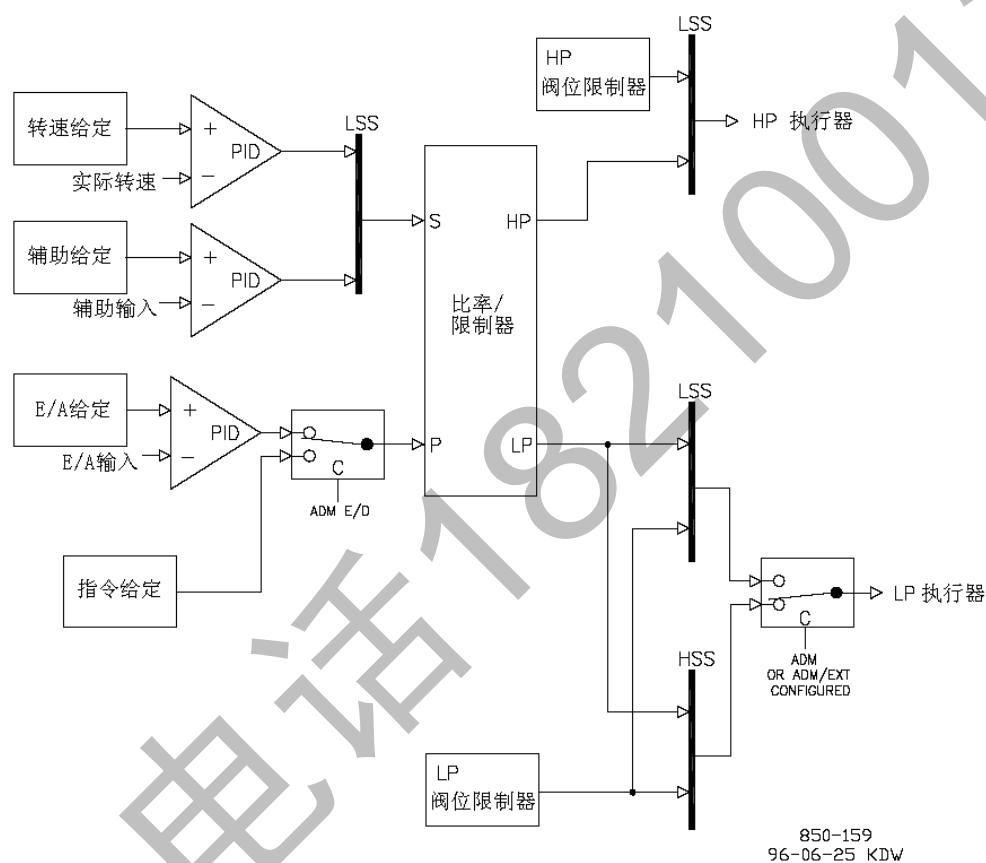 LSS
HP
阀位限制器
HP 执行器
转速给定
+
PID
−
实际转速
LSS
辅助给定
+
PID
−
辅助输入
S
HP
比率/
限制器
P
LP
E/A给定
+
PID
−
E/A输入
C
ADM E/D
指令给定
LSS
LP 执行器
C
ADM
OR ADM/EXT
CONFIGURED
HSS
LP
阀位限制器
850-159
96-06-25 KDW
电话1821001